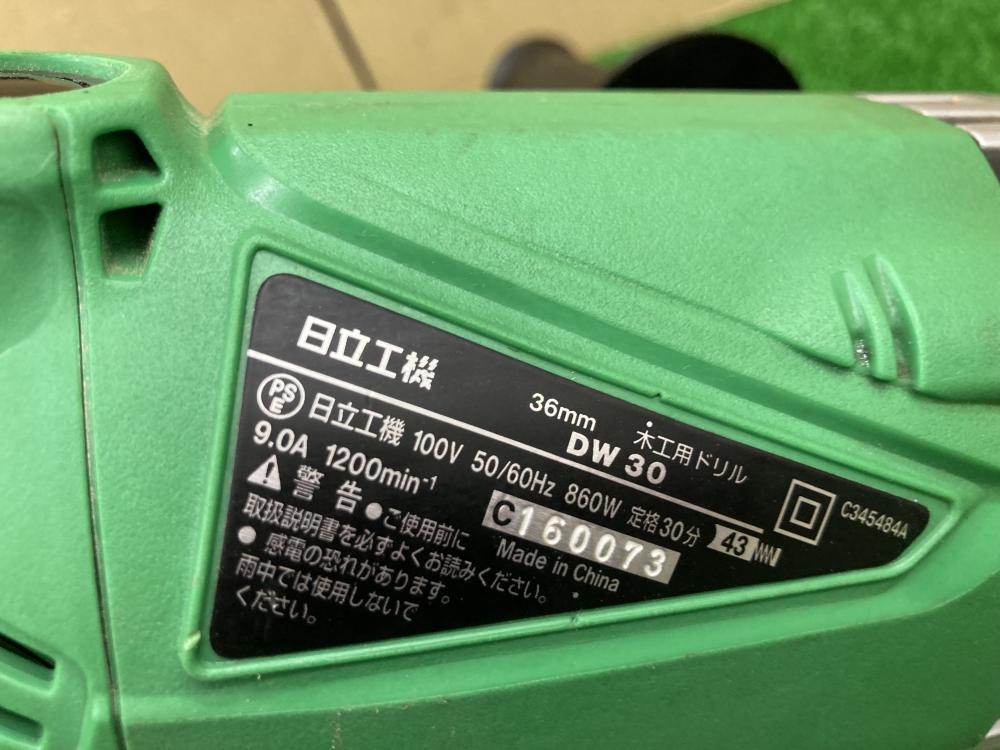 日立工機
36mm 木工用ドリル
DW 30
PSE 日立工機 100V 50/60Hz 860W 定格30分 43
9.0A 1200min⁻¹
C345484A
C160073
Made in China
警告 ●ご使用前に
取扱説明書を必ずよくお読みください。
●感電の恐れがあります。
雨中では使用しないで
ください。